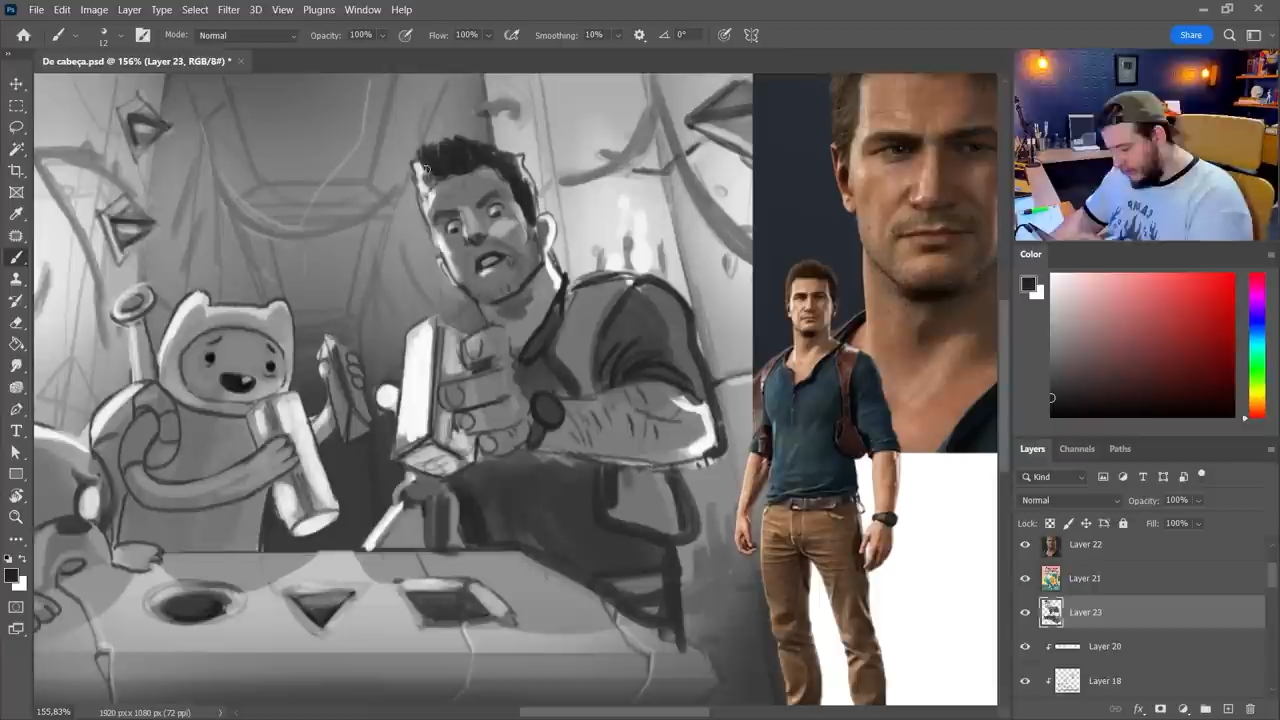 Ps File Edit Image Layer Type Select Filter 3D View Plugins Window Help
12 Mode: Normal Opacity: 100% Flow: 100% Smoothing: 10% 0° Share
De cabeça.psd @ 156% (Layer 23, RGB/8#) * ×
Color
Layers Channels Paths
Kind
Normal Opacity: 100%
Lock: Fill: 100%
Layer 22
Layer 21
Layer 23
Layer 20
Layer 18
fx
155,83% 1920 px x 1080 px (72 ppi)